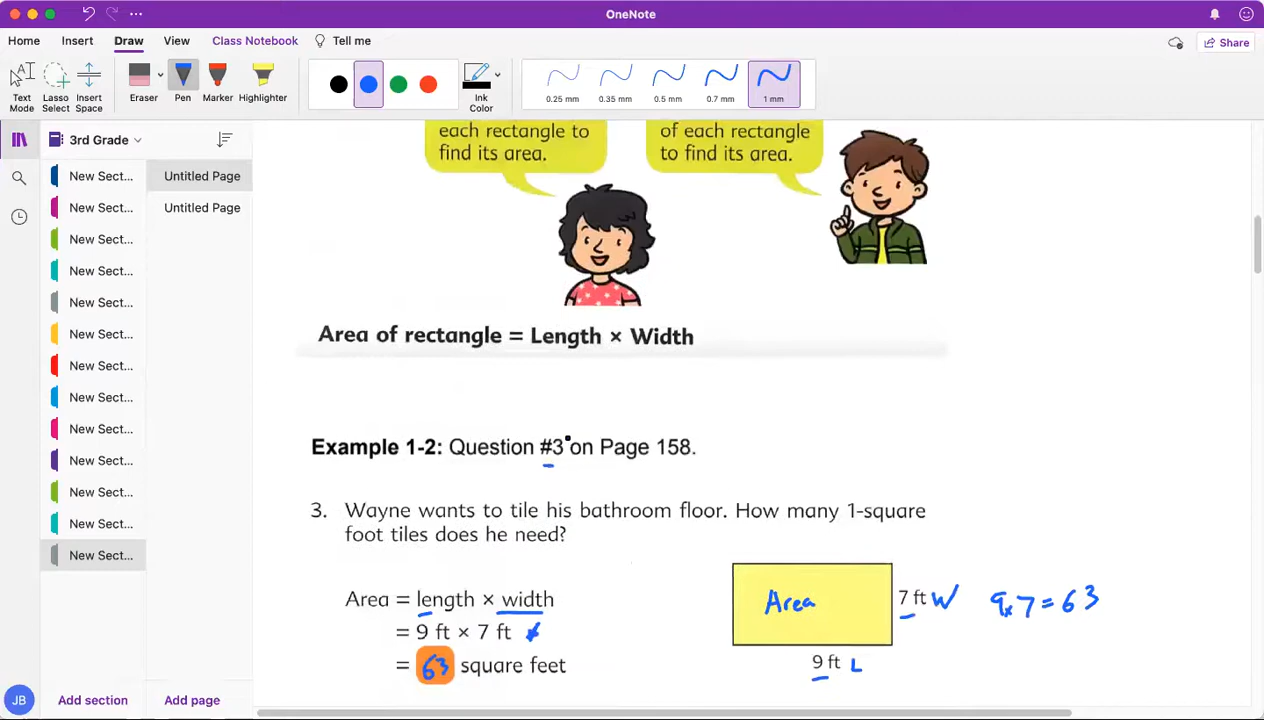 OneNote
Home Insert Draw View Class Notebook Tell me Share
Text Mode
Lasso Select
Insert Space
Eraser
Pen
Marker
Highlighter
Ink Color
0.25 mm
0.35 mm
0.5 mm
0.7 mm
1 mm
3rd Grade
New Sect...
New Sect...
New Sect...
New Sect...
New Sect...
New Sect...
New Sect...
New Sect...
New Sect...
New Sect...
New Sect...
New Sect...
New Sect...
Untitled Page
Untitled Page
each rectangle to
find its area.
of each rectangle
to find its area.
Area of rectangle = Length × Width
Example 1-2: Question #3 on Page 158.
3. Wayne wants to tile his bathroom floor. How many 1-square
foot tiles does he need?
Area = length × width
= 9 ft × 7 ft
= 63 square feet
Area
7 ft W
9 ft L
9 x 7 = 63
JB
Add section
Add page